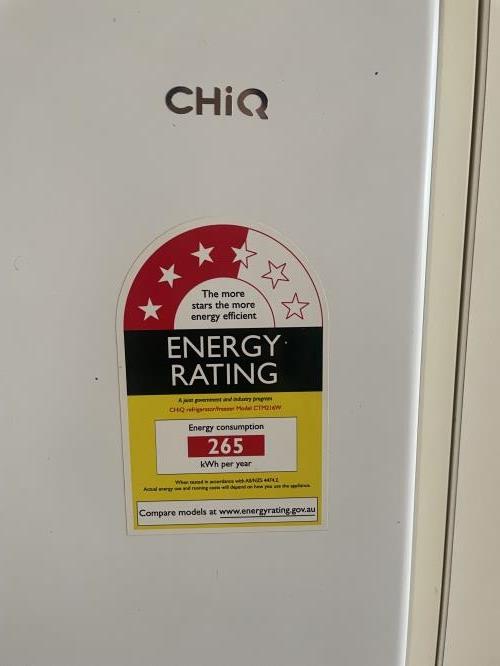 CHiQ
The more
stars the more
energy efficient
ENERGY
RATING
A joint government and industry program
CHiQ refrigerator/freezer Model CTM216W
Energy consumption
265
kWh per year
When tested in accordance with AS/NZS 4474.2.
Actual energy use and running costs will depend on how you use the appliance.
Compare models at www.energyrating.gov.au